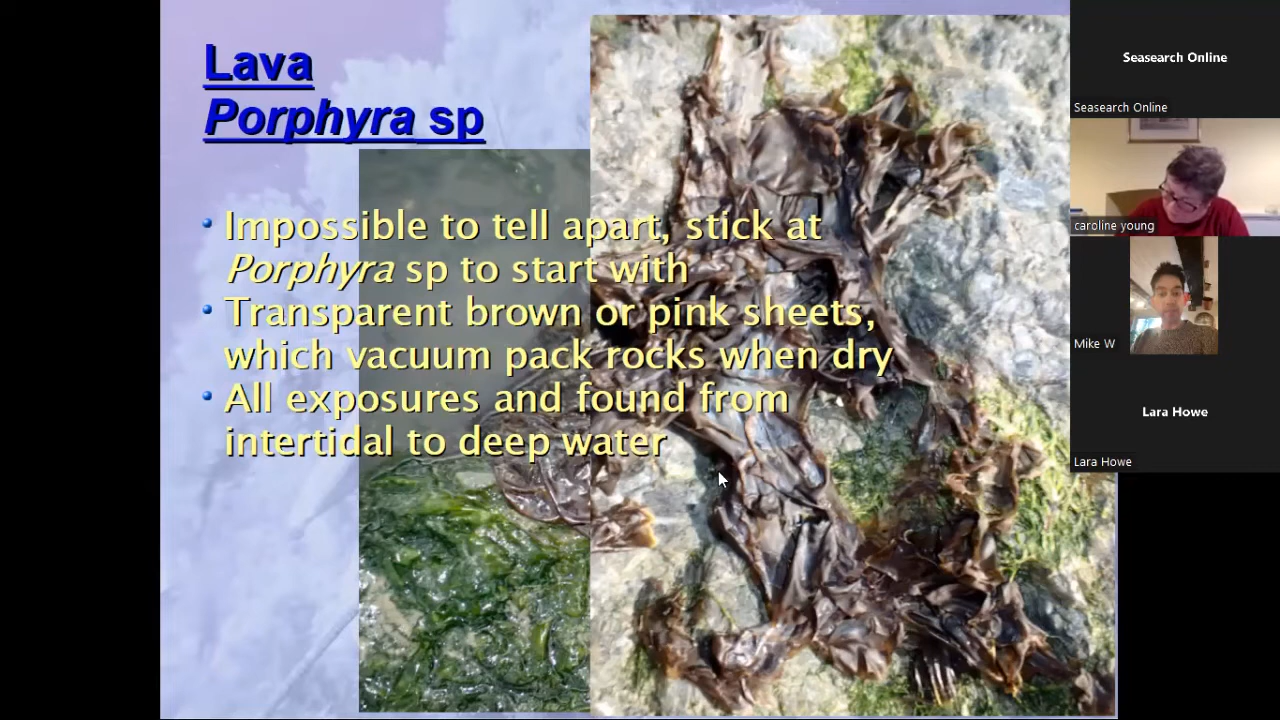 Lava
Porphyra sp
Impossible to tell apart, stick at
Porphyra sp to start with
Transparent brown or pink sheets,
which vacuum pack rocks when dry
All exposures and found from
intertidal to deep water
Seasearch Online
Seasearch Online
caroline young
Mike W
Lara Howe
Lara Howe